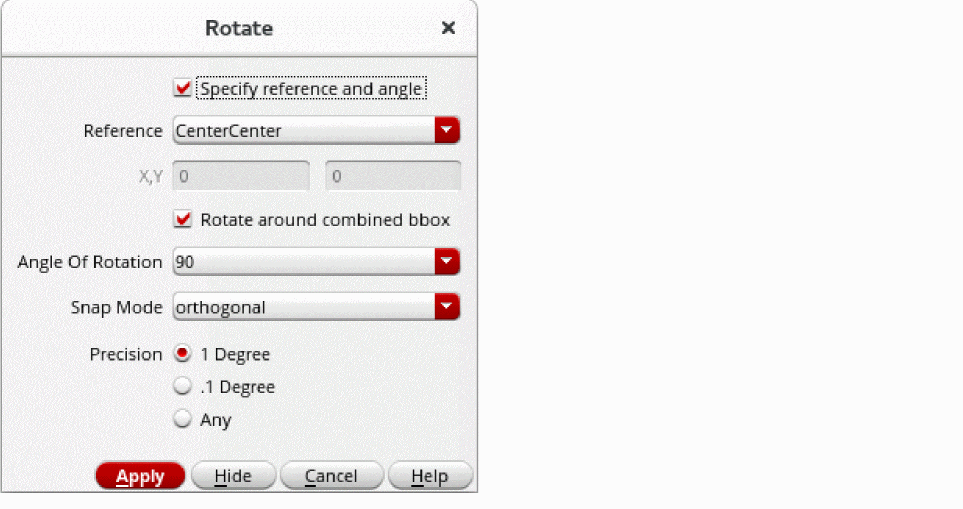 Rotate
Specify reference and angle
Reference CenterCenter
X,Y 0 0
Rotate around combined bbox
Angle Of Rotation 90
Snap Mode orthogonal
Precision 1 Degree
.1 Degree
Any
Apply Hide Cancel Help